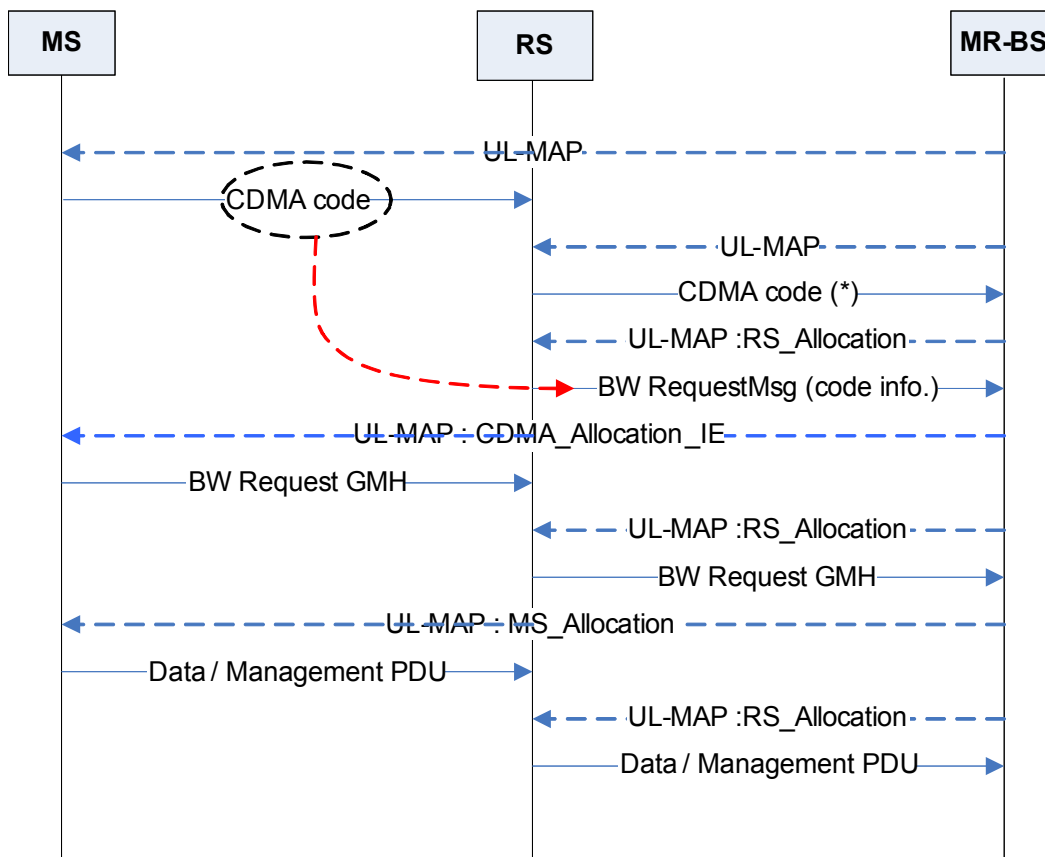 MS
RS
MR-BS
UL-MAP
CDMA code
UL-MAP
CDMA code (*)
UL-MAP :RS_Allocation
BW RequestMsg (code info.)
UL-MAP : CDMA_Allocation_IE
BW Request GMH
UL-MAP :RS_Allocation
BW Request GMH
UL-MAP : MS_Allocation
Data / Management PDU
UL-MAP :RS_Allocation
Data / Management PDU